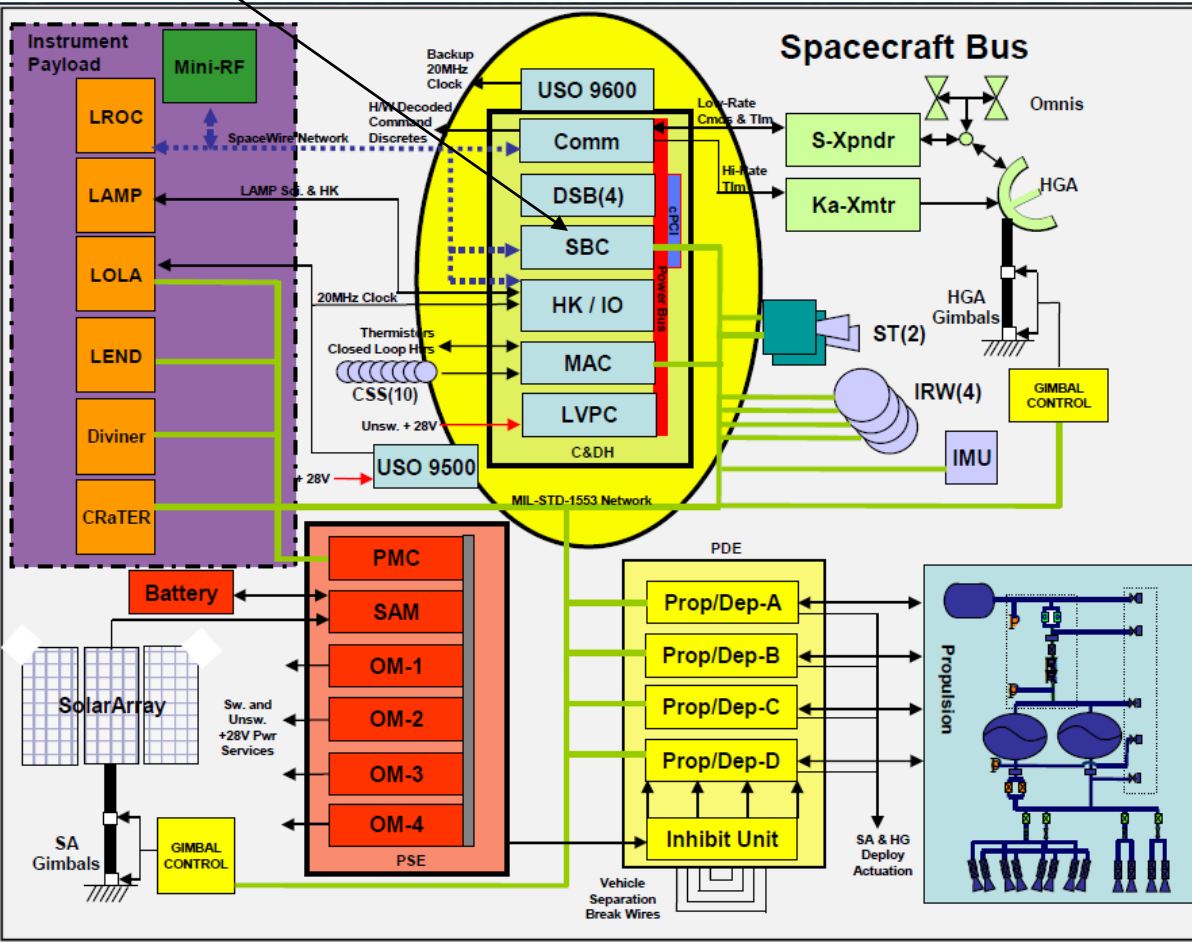 Instrument
Payload
Mini-RF
LROC
LAMP
LOLA
LEND
Diviner
CRaTER
SpaceWire Network
LAMP Sci. & HK
20MHz Clock
Backup
20MHz
Clock
H/W Decoded
Command
Discretes
Thermistors
Closed Loop Htrs
CSS(10)
Unsw. + 28V
+ 28V
USO 9500
USO 9600
Comm
DSB(4)
SBC
HK / IO
MAC
LVPC
C&DH
cPCI
Power Bus
MIL-STD-1553 Network
Spacecraft Bus
Low-Rate
Cmds & Tlm
Hi-Rate
Tlm
S-Xpndr
Ka-Xmtr
Omnis
HGA
HGA
Gimbals
GIMBAL
CONTROL
ST(2)
IRW(4)
IMU
Battery
SolarArray
SA
Gimbals
GIMBAL
CONTROL
Sw. and
Unsw.
+28V Pwr
Services
PMC
SAM
OM-1
OM-2
OM-3
OM-4
PSE
PDE
Prop/Dep-A
Prop/Dep-B
Prop/Dep-C
Prop/Dep-D
Inhibit Unit
Vehicle
Separation
Break Wires
SA & HG
Deploy
Actuation
Propulsion
P
P
P